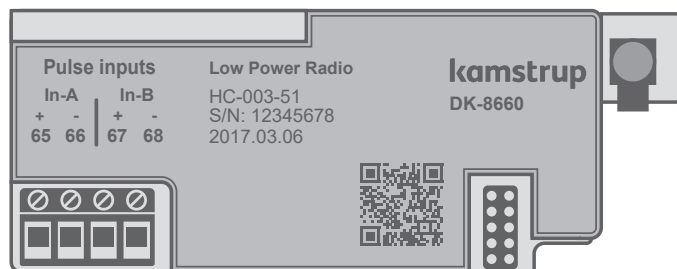 Pulse inputs
In-A In-B
+ - + -
65 66 67 68
Low Power Radio
HC-003-51
S/N: 12345678
2017.03.06
kamstrup
DK-8660